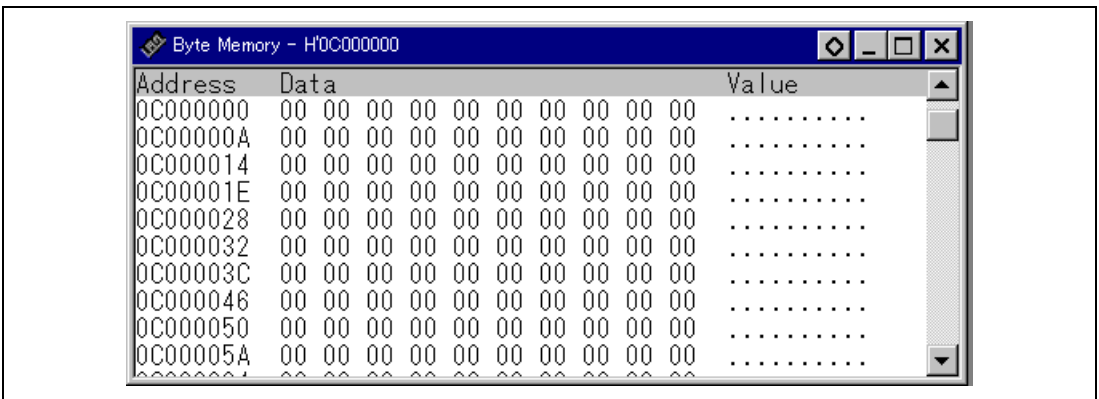 Byte Memory - H'0C000000
Address Data Value
0C000000 00 00 00 00 00 00 00 00 00 00 ..........
0C00000A 00 00 00 00 00 00 00 00 00 00 ..........
0C000014 00 00 00 00 00 00 00 00 00 00 ..........
0C00001E 00 00 00 00 00 00 00 00 00 00 ..........
0C000028 00 00 00 00 00 00 00 00 00 00 ..........
0C000032 00 00 00 00 00 00 00 00 00 00 ..........
0C00003C 00 00 00 00 00 00 00 00 00 00 ..........
0C000046 00 00 00 00 00 00 00 00 00 00 ..........
0C000050 00 00 00 00 00 00 00 00 00 00 ..........
0C00005A 00 00 00 00 00 00 00 00 00 00 ..........